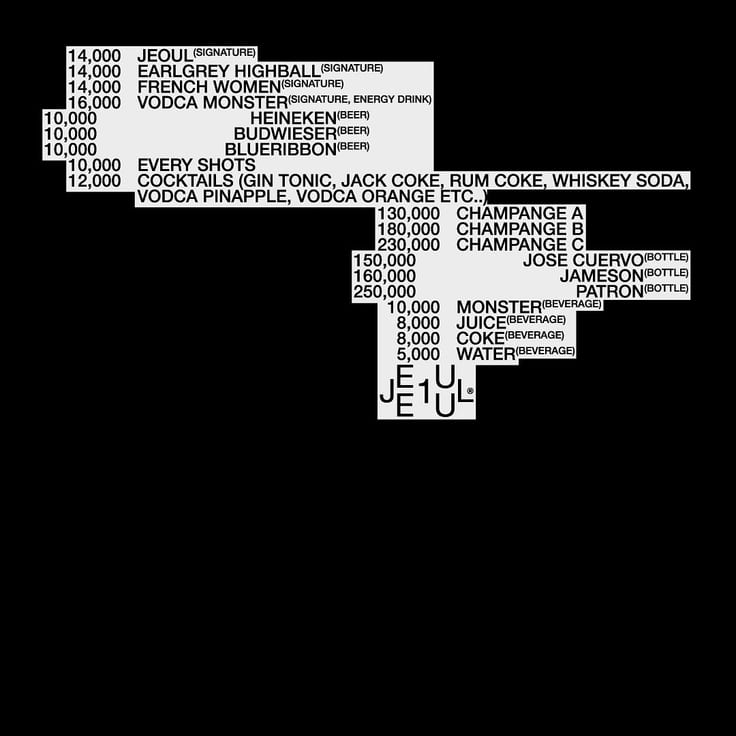 14,000 JEOUL(SIGNATURE)
14,000 EARLGREY HIGHBALL(SIGNATURE)
14,000 FRENCH WOMEN(SIGNATURE)
16,000 VODCA MONSTER(SIGNATURE, ENERGY DRINK)
10,000 HEINEKEN(BEER)
10,000 BUDWIESER(BEER)
10,000 BLUERIBBON(BEER)
10,000 EVERY SHOTS
12,000 COCKTAILS (GIN TONIC, JACK COKE, RUM COKE, WHISKEY SODA,
VODCA PINAPPLE, VODCA ORANGE ETC..)
130,000 CHAMPANGE A
180,000 CHAMPANGE B
230,000 CHAMPANGE C
150,000 JOSE CUERVO(BOTTLE)
160,000 JAMESON(BOTTLE)
250,000 PATRON(BOTTLE)
10,000 MONSTER(BEVERAGE)
8,000 JUICE(BEVERAGE)
8,000 COKE(BEVERAGE)
5,000 WATER(BEVERAGE)
E U
J 1 L®
E U